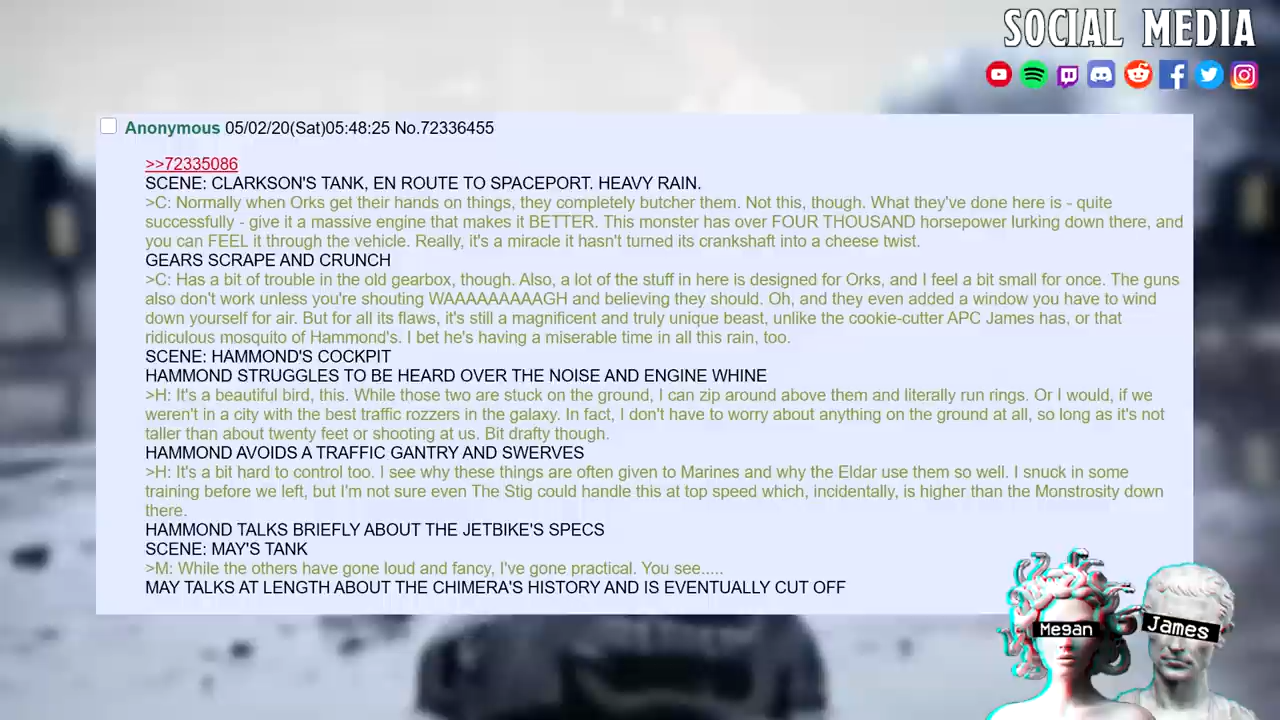 SOCIAL MEDIA
Anonymous 05/02/20(Sat)05:48:25 No.72336455
>>72335086
SCENE: CLARKSON'S TANK, EN ROUTE TO SPACEPORT. HEAVY RAIN.
>C: Normally when Orks get their hands on things, they completely butcher them. Not this, though. What they've done here is - quite
successfully - give it a massive engine that makes it BETTER. This monster has over FOUR THOUSAND horsepower lurking down there, and
you can FEEL it through the vehicle. Really, it's a miracle it hasn't turned its crankshaft into a cheese twist.
GEARS SCRAPE AND CRUNCH
>C: Has a bit of trouble in the old gearbox, though. Also, a lot of the stuff in here is designed for Orks, and I feel a bit small for once. The guns
also don't work unless you're shouting WAAAAAAAAAGH and believing they should. Oh, and they even added a window you have to wind
down yourself for air. But for all its flaws, it's still a magnificent and truly unique beast, unlike the cookie-cutter APC James has, or that
ridiculous mosquito of Hammond's. I bet he's having a miserable time in all this rain, too.
SCENE: HAMMOND'S COCKPIT
HAMMOND STRUGGLES TO BE HEARD OVER THE NOISE AND ENGINE WHINE
>H: It's a beautiful bird, this. While those two are stuck on the ground, I can zip around above them and literally run rings. Or I would, if we
weren't in a city with the best traffic rozzers in the galaxy. In fact, I don't have to worry about anything on the ground at all, so long as it's not
taller than about twenty feet or shooting at us. Bit drafty though.
HAMMOND AVOIDS A TRAFFIC GANTRY AND SWERVES
>H: It's a bit hard to control too. I see why these things are often given to Marines and why the Eldar use them so well. I snuck in some
training before we left, but I'm not sure even The Stig could handle this at top speed which, incidentally, is higher than the Monstrosity down
there.
HAMMOND TALKS BRIEFLY ABOUT THE JETBIKE'S SPECS
SCENE: MAY'S TANK
>M: While the others have gone loud and fancy, I've gone practical. You see.....
MAY TALKS AT LENGTH ABOUT THE CHIMERA'S HISTORY AND IS EVENTUALLY CUT OFF
Megan
James